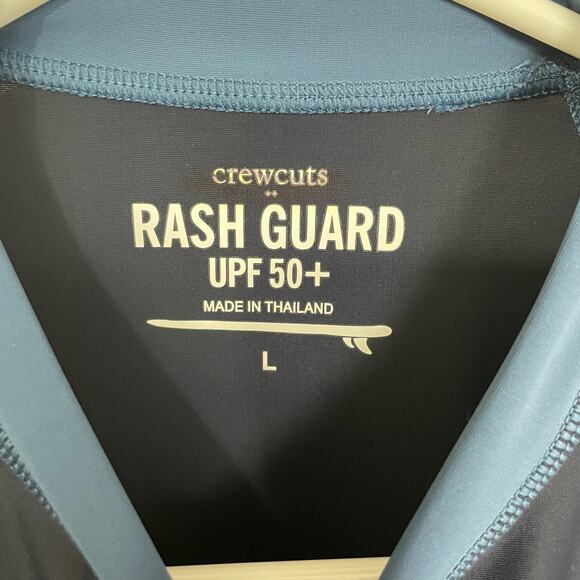 crewcuts
RASH GUARD
UPF 50+
MADE IN THAILAND
L